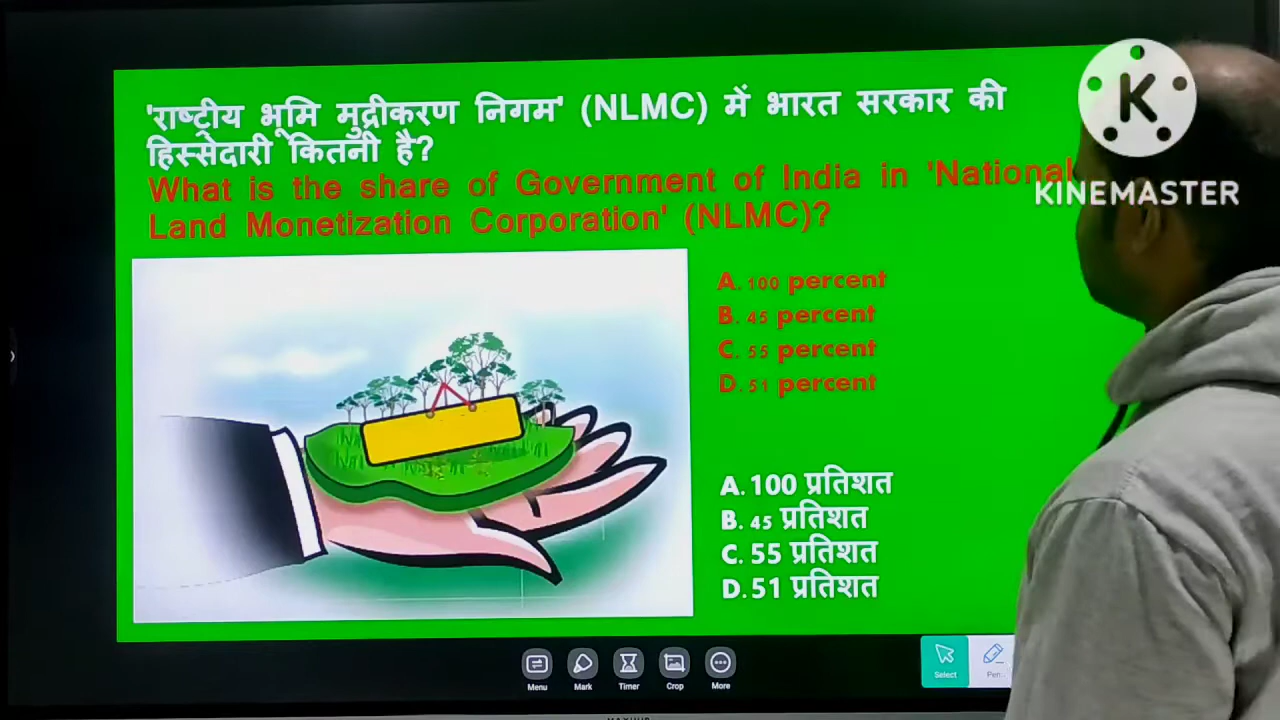 'राष्ट्रीय भूमि मुद्रीकरण निगम' (NLMC) में भारत सरकार की
हिस्सेदारी कितनी है?
What is the share of Government of India in 'National
Land Monetization Corporation' (NLMC)?
A. 100 percent
B. 45 percent
C. 55 percent
D. 51 percent
A. 100 प्रतिशत
B. 45 प्रतिशत
C. 55 प्रतिशत
D. 51 प्रतिशत
K
KINEMASTER
Menu
Mark
Timer
Crop
More
Select
Pen